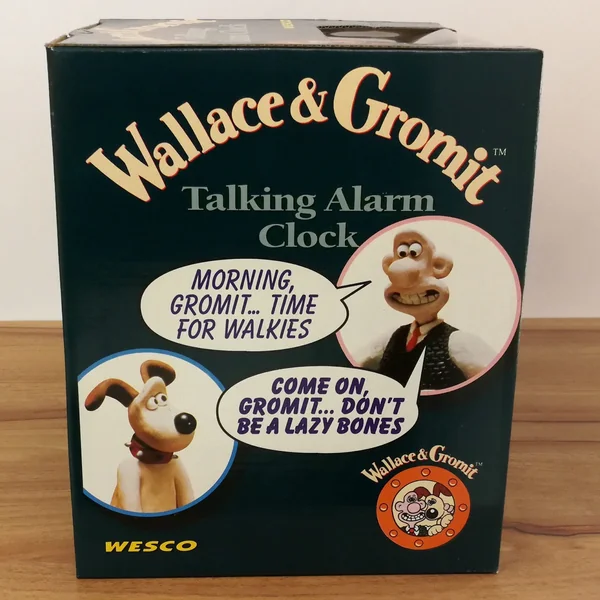 Wallace & Gromit™
Talking Alarm
Clock
MORNING,
GROMIT... TIME
FOR WALKIES
COME ON,
GROMIT... DON'T
BE A LAZY BONES
Wallace & Gromit™
WESCO